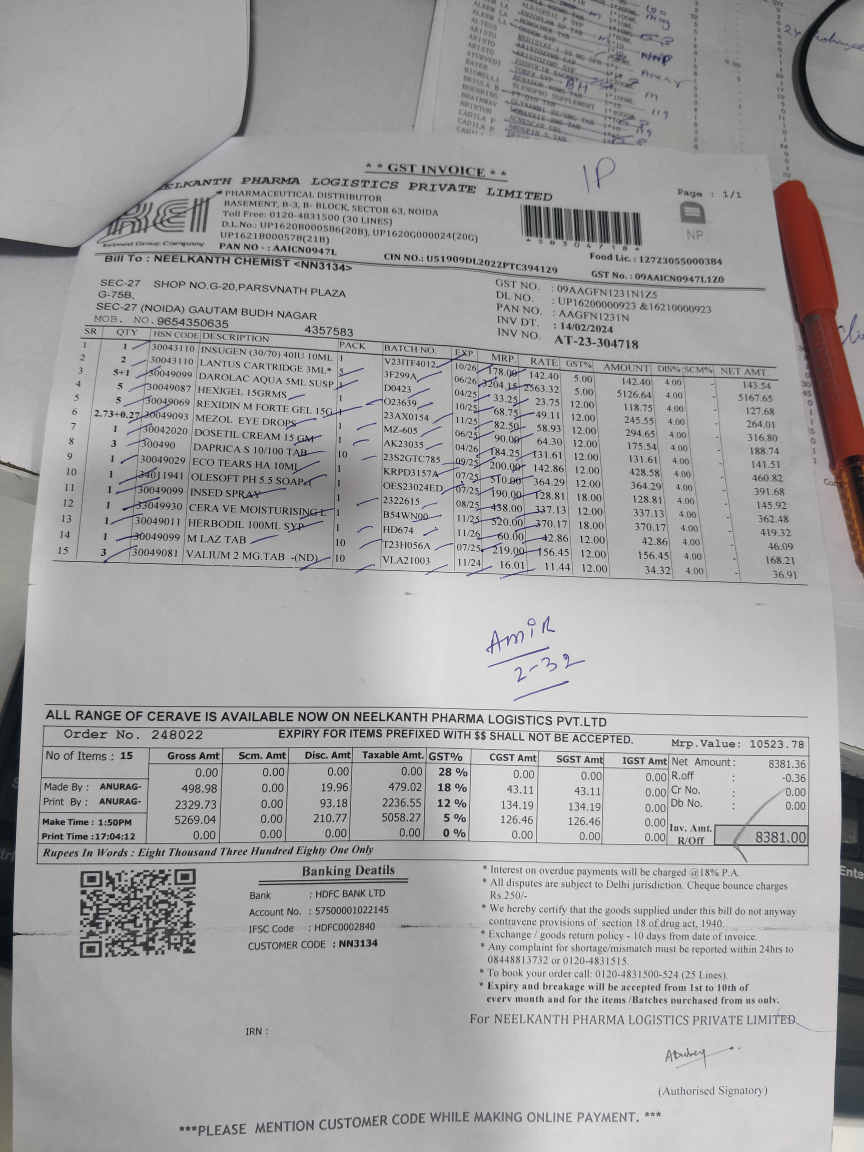 ** GST INVOICE **
IP
NEELKANTH PHARMA LOGISTICS PRIVATE LIMITED
Page : 1/1
PHARMACEUTICAL DISTRIBUTOR
BASEMENT, B-3, B- BLOCK, SECTOR 63, NOIDA
Toll Free: 0120-4831500 (30 LINES)
D.L.No.: UP1620B000586(20B), UP1620G000024(20G)
UP1621B000578(21B)
PAN NO - : AAICN0947L
NP
CIN NO.: U51909DL2022PTC394129
Food Lic. : 12723055000384
GST No. : 09AAICN0947L1Z0
Bill To : NEELKANTH CHEMIST <NN3134>
SEC-27 SHOP NO.G-20,PARSVNATH PLAZA
G-75B,
SEC-27 (NOIDA) GAUTAM BUDH NAGAR
MOB. NO. 9654350635 4357583
GST NO. : 09AAGFN1231N1Z5
DL NO. : UP16200000923 &16210000923
PAN NO. : AAGFN1231N
INV DT. : 14/02/2024
INV NO. AT-23-304718
SR QTY HSN CODE DESCRIPTION PACK BATCH NO. EXP. MRP. RATE GST% AMOUNT DIS% SCM% NET AMT.
1 1 30043110 INSUGEN (30/70) 40IU 10ML 1 V23ITF4012 10/26 178.00 142.40 5.00 142.40 4.00 - 143.54
2 2 30043110 LANTUS CARTRIDGE 3ML* 5 3F299A 06/26 3204.15 2563.32 5.00 5126.64 4.00 - 5167.65
3 5+1 30049099 DAROLAC AQUA 5ML SUSP 1 D0423 04/25 33.25 23.75 12.00 118.75 4.00 - 127.68
4 5 30049087 HEXIGEL 15GRMS 1 O23639 10/25 68.75 49.11 12.00 245.55 4.00 - 264.01
5 5 30049069 REXIDIN M FORTE GEL 15G 1 23AX0154 11/25 82.50 58.93 12.00 294.65 4.00 - 316.80
6 2.73+0.27 30049093 MEZOL EYE DROPS 1 MZ-605 06/25 90.00 64.30 12.00 175.54 4.00 - 188.74
7 1 30042020 DOSETIL CREAM 15 GM 1 AK23035 04/25 184.25 131.61 12.00 131.61 4.00 - 141.51
8 3 300490 DAPRICA S 10/100 TAB 10 23S2GTC785 09/25 200.00 142.86 12.00 428.58 4.00 - 460.82
9 1 30049029 ECO TEARS HA 10ML 1 KRPD3157A 07/25 510.00 364.29 12.00 364.29 4.00 - 391.68
10 1 34011941 OLESOFT PH 5.5 SOAP 1 OES23024ED 07/25 190.00 128.81 18.00 128.81 4.00 - 145.92
11 1 30049099 INSED SPRAY 1 2322615 08/25 438.00 337.13 12.00 337.13 4.00 - 362.48
12 1 33049930 CERA VE MOISTURISING L 1 B54WN00 11/25 520.00 370.17 18.00 370.17 4.00 - 419.32
13 1 30049011 HERBODIL 100ML SYP 1 HD674 11/26 60.00 42.86 12.00 42.86 4.00 - 46.09
14 1 30049099 M LAZ TAB 10 T23H056A 07/25 219.00 156.45 12.00 156.45 4.00 - 168.21
15 3 30049081 VALIUM 2 MG.TAB -(ND) 10 VLA21003 11/24 16.01 11.44 12.00 34.32 4.00 - 36.91
AMIR
2-32
ALL RANGE OF CERAVE IS AVAILABLE NOW ON NEELKANTH PHARMA LOGISTICS PVT.LTD
Order No. 248022 EXPIRY FOR ITEMS PREFIXED WITH $$ SHALL NOT BE ACCEPTED. Mrp.Value: 10523.78
No of Items : 15 Gross Amt Scm. Amt Disc. Amt Taxable Amt. GST% CGST Amt SGST Amt IGST Amt Net Amount : 8381.36
0.00 0.00 0.00 0.00 28 % 0.00 0.00 0.00 R.off : -0.36
Made By : ANURAG- 498.98 0.00 19.96 479.02 18 % 43.11 43.11 0.00 Cr No. : 0.00
Print By : ANURAG- 2329.73 0.00 93.18 2236.55 12 % 134.19 134.19 0.00 Db No. : 0.00
Make Time : 1:50PM 5269.04 0.00 210.77 5058.27 5 % 126.46 126.46 0.00
Print Time :17:04:12 0.00 0.00 0.00 0.00 0 % 0.00 0.00 0.00 Inv. Amt. R/Off 8381.00
Rupees In Words : Eight Thousand Three Hundred Eighty One Only
Banking Deatils
Bank : HDFC BANK LTD
Account No. : 57500001022145
IFSC Code : HDFC0002840
CUSTOMER CODE : NN3134
* Interest on overdue payments will be charged @18% P.A.
* All disputes are subject to Delhi jurisdiction. Cheque bounce charges
Rs.250/-
* We hereby certify that the goods supplied under this bill do not anyway
contravene provisions of section 18 of drug act, 1940.
* Exchange / goods return policy - 10 days from date of invoice.
* Any complaint for shortage/mismatch must be reported within 24hrs to
08448813732 or 0120-4831515.
* To book your order call: 0120-4831500-524 (25 Lines).
* Expiry and breakage will be accepted from 1st to 10th of
every month and for the items /Batches purchased from us only.
For NEELKANTH PHARMA LOGISTICS PRIVATE LIMITED
IRN :
(Authorised Signatory)
***PLEASE MENTION CUSTOMER CODE WHILE MAKING ONLINE PAYMENT. ***